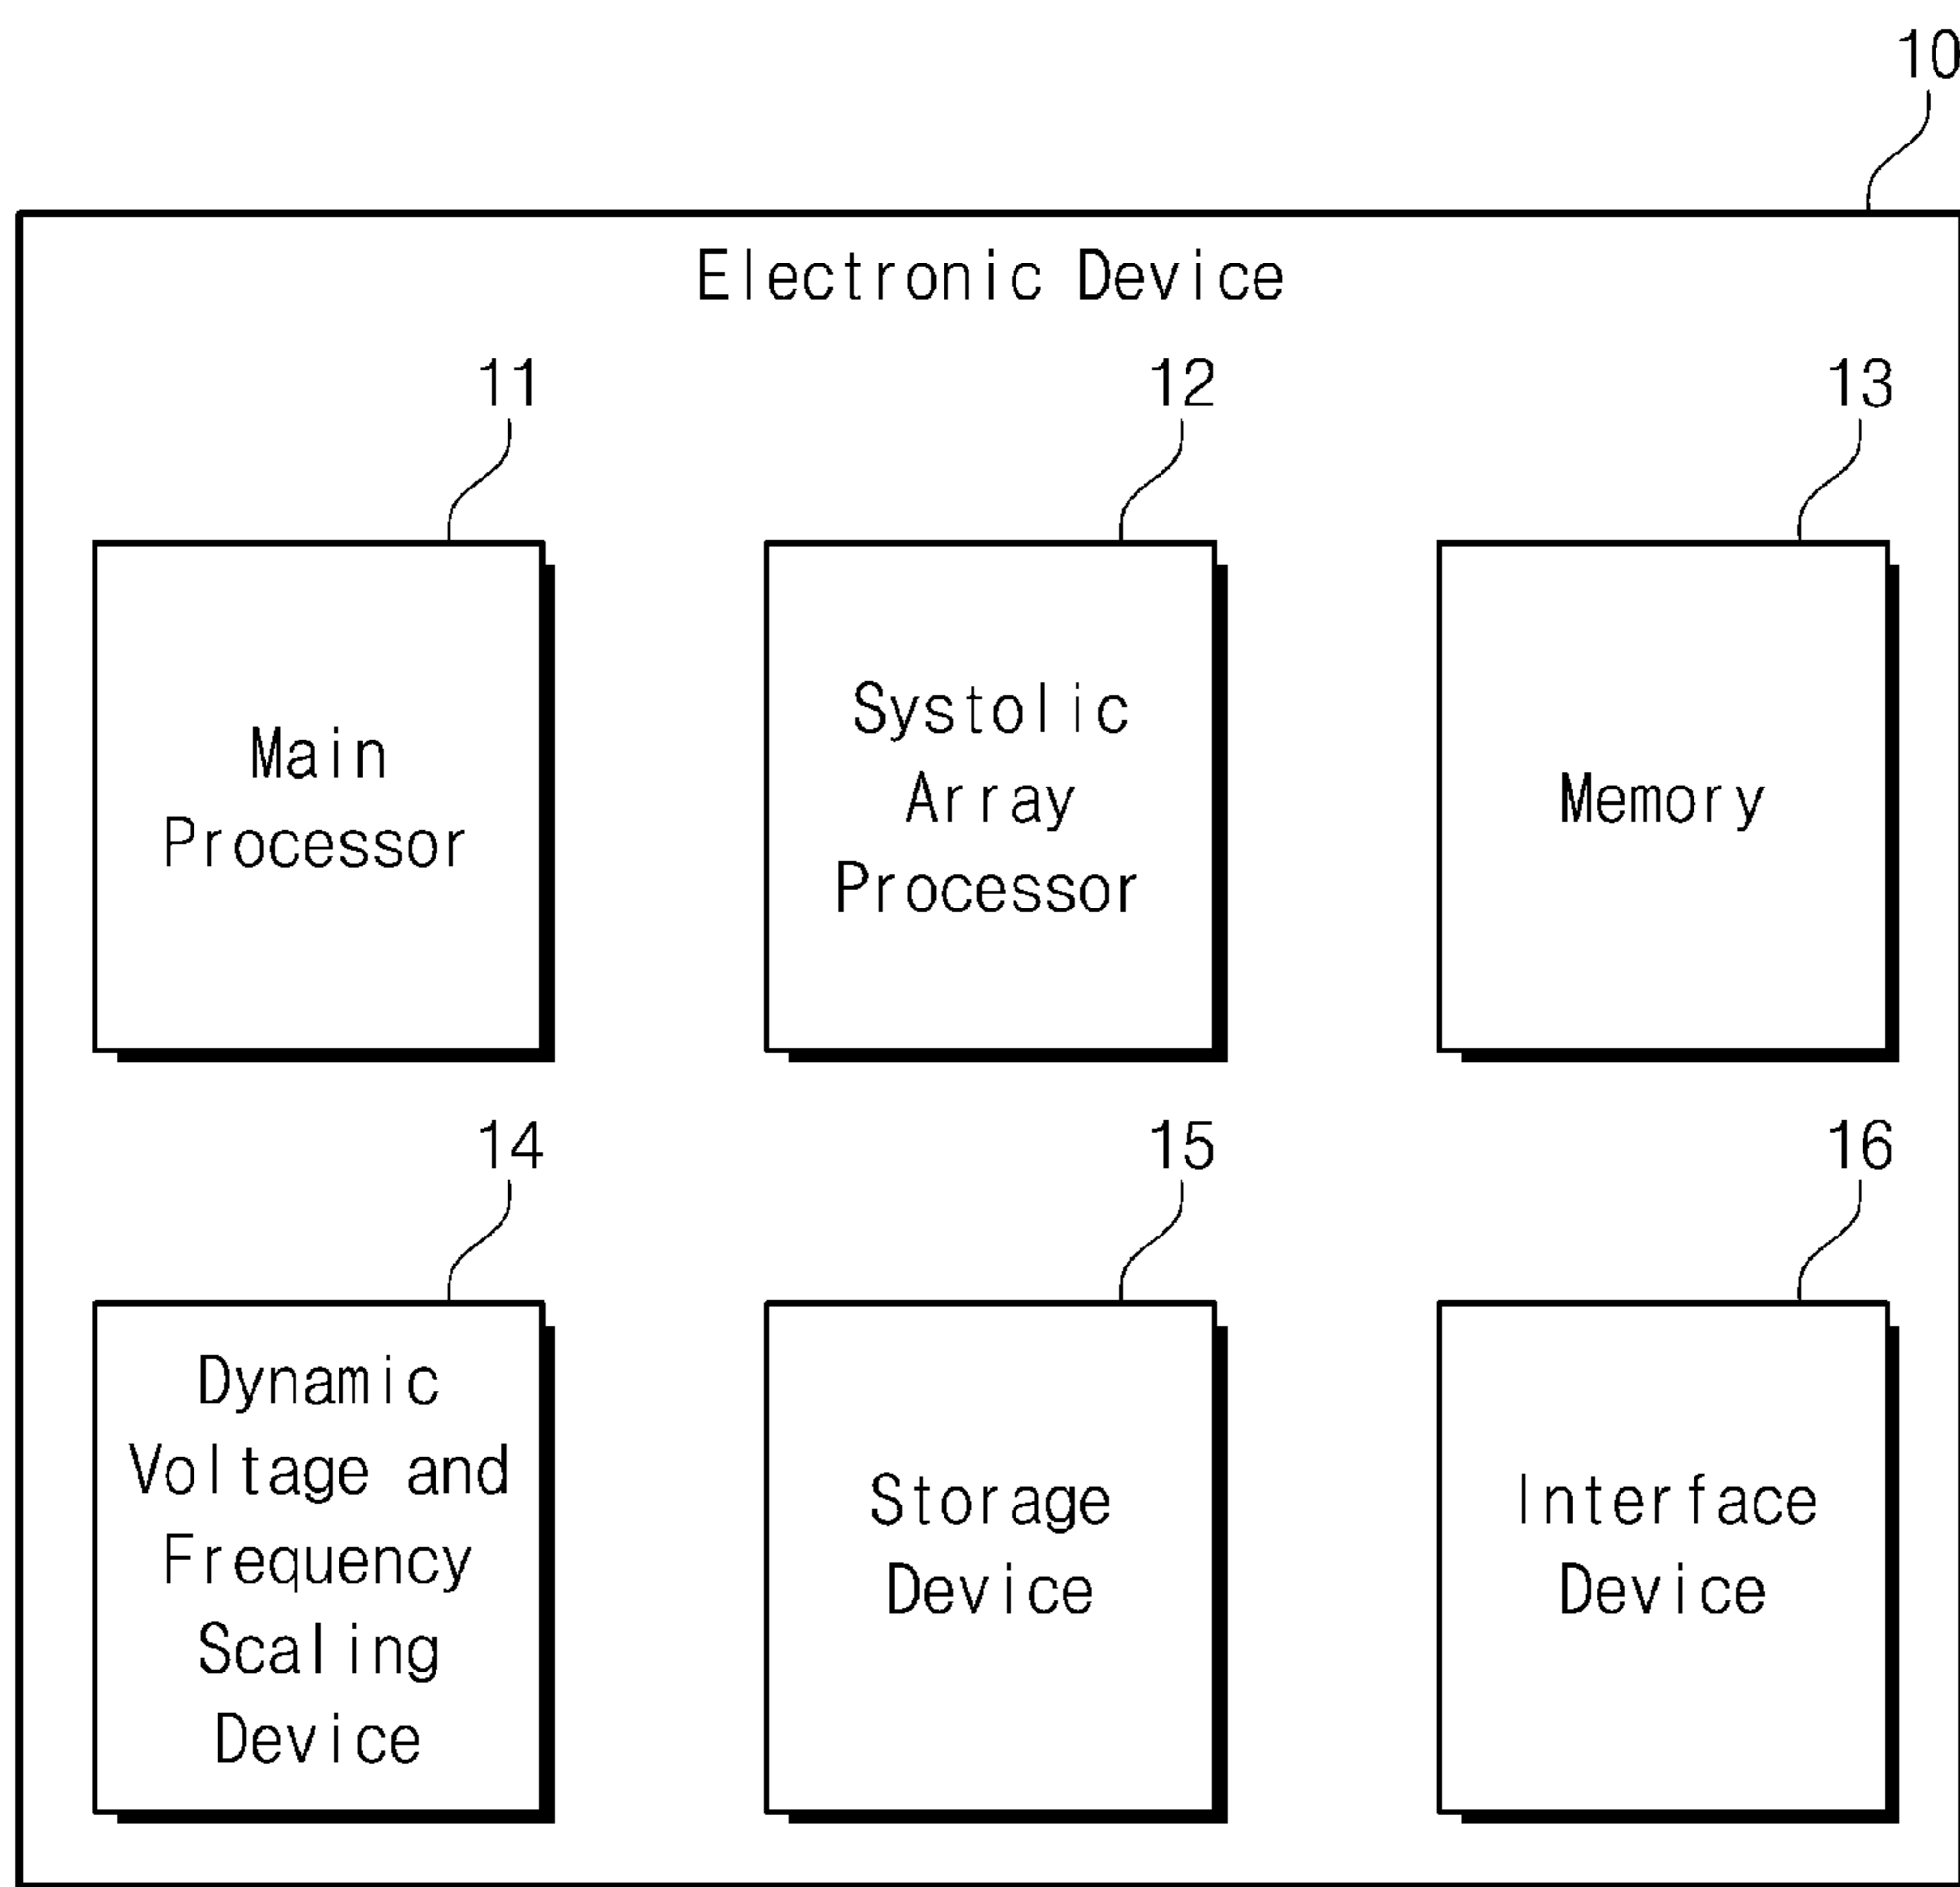 10
Electronic Device
11
12
13
Main
Processor
Systolic
Array
Processor
Memory
14
15
16
Dynamic
Voltage and
Frequency
Scaling
Device
Storage
Device
Interface
Device